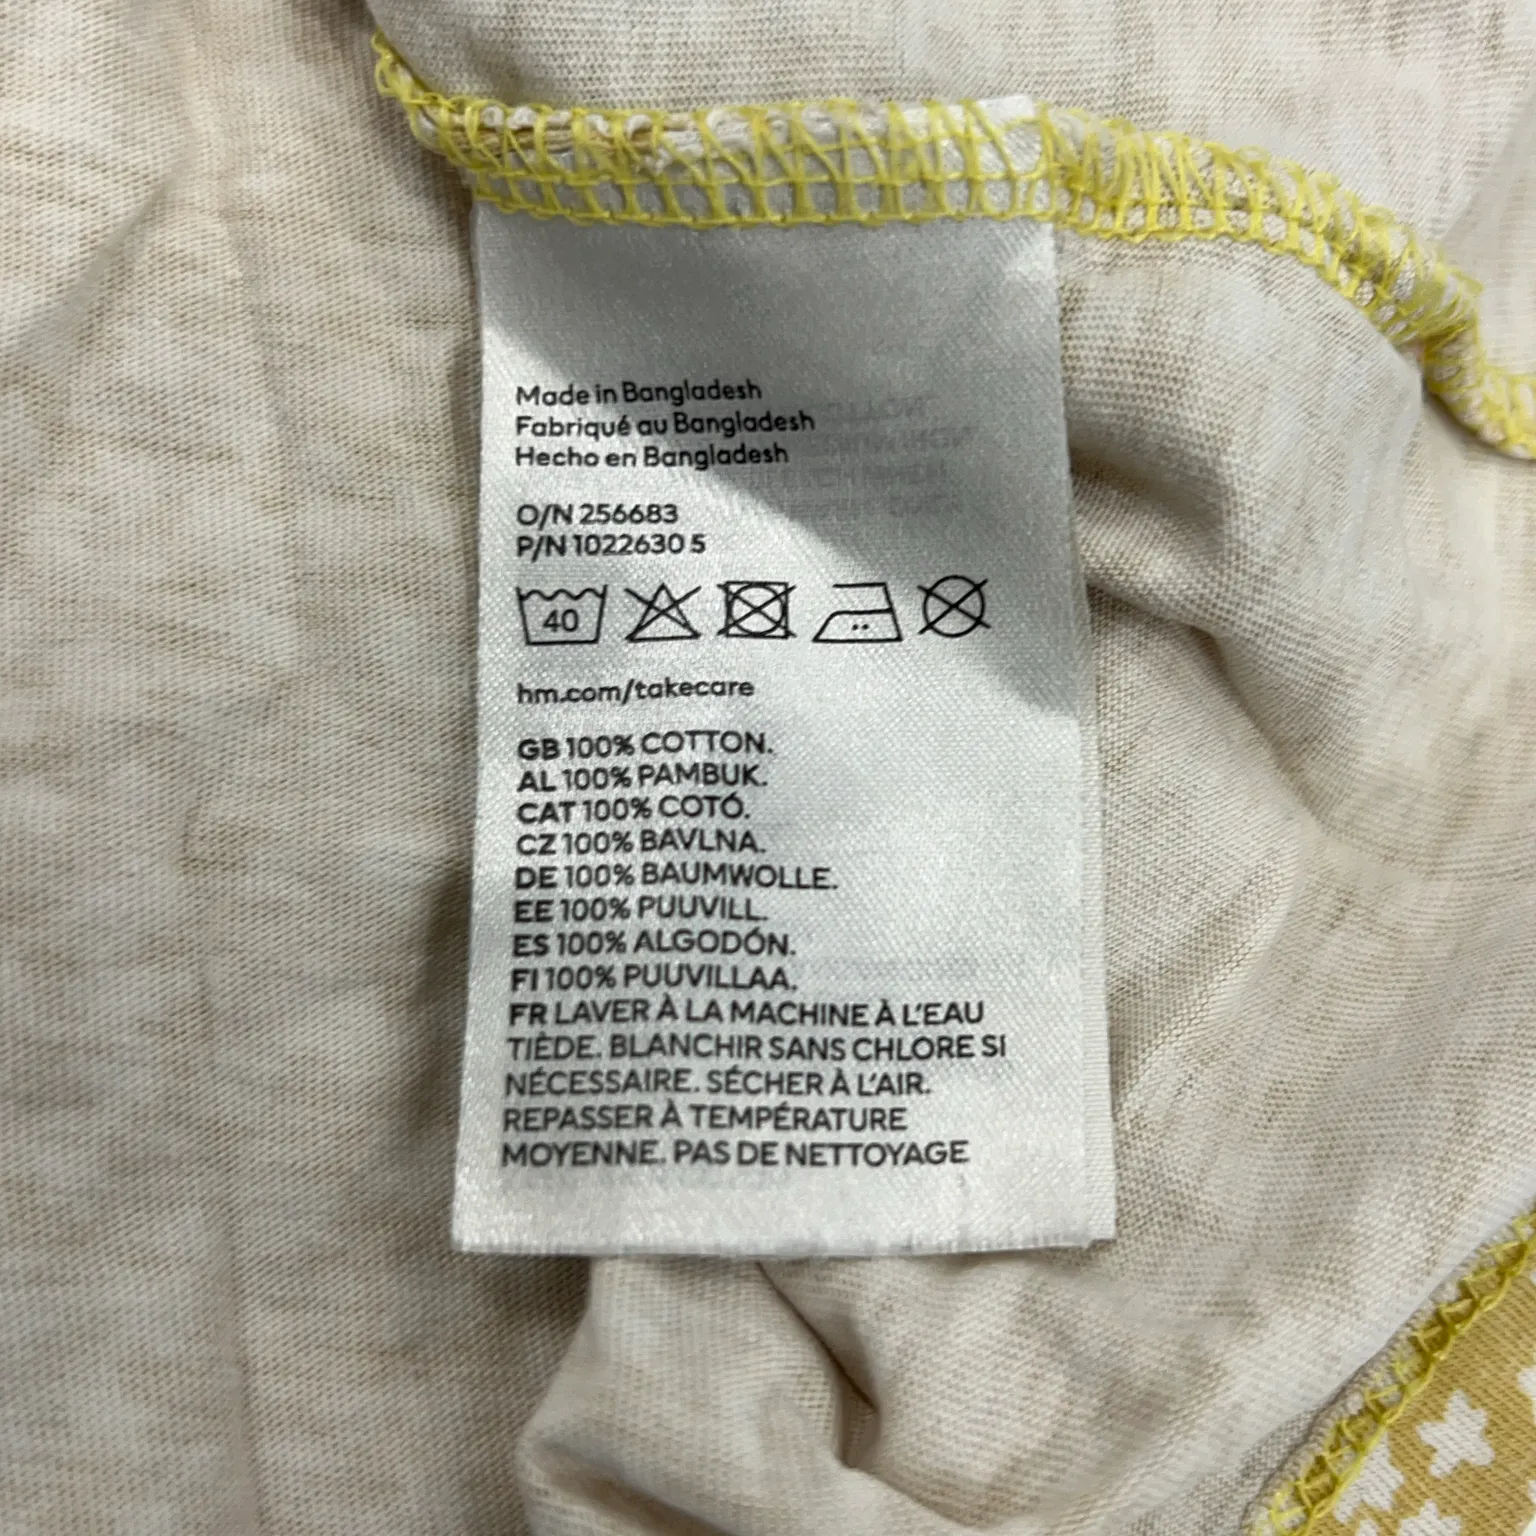 Made in Bangladesh
Fabriqué au Bangladesh
Hecho en Bangladesh
O/N 256683
P/N 1022630 5
40
hm.com/takecare
GB 100% COTTON.
AL 100% PAMBUK.
CAT 100% COTÓ.
CZ 100% BAVLNA.
DE 100% BAUMWOLLE.
EE 100% PUUVILL.
ES 100% ALGODÓN.
FI 100% PUUVILLAA.
FR LAVER À LA MACHINE À L'EAU
TIÈDE. BLANCHIR SANS CHLORE SI
NÉCESSAIRE. SÉCHER À L'AIR.
REPASSER À TEMPÉRATURE
MOYENNE. PAS DE NETTOYAGE